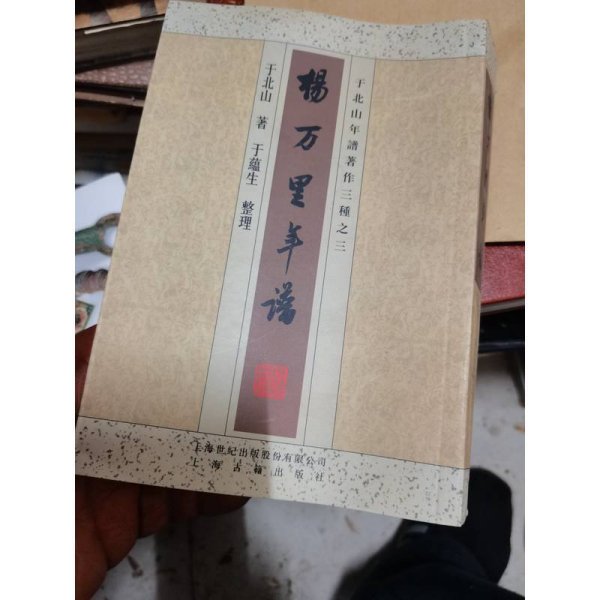 于北山年譜著作三種之三
楊万里年譜
于北山 著 于蘊生 整理
上海世纪出版股份有限公司
上海古籍出版社